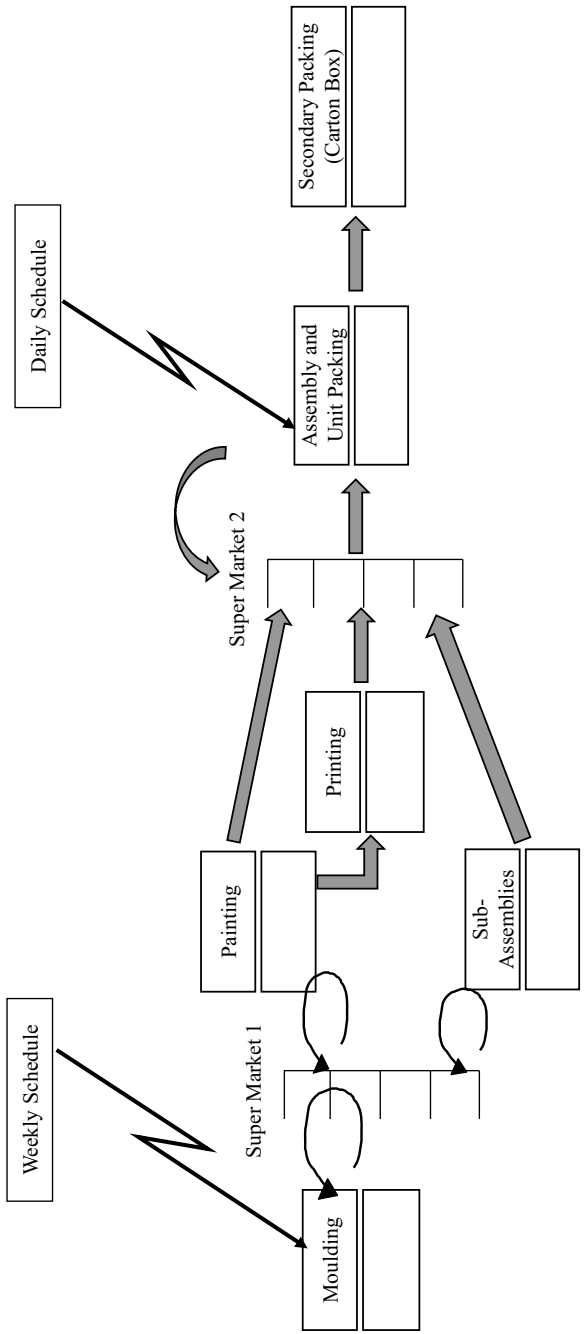 Weekly Schedule
Daily Schedule
Super Market 1
Super Market 2
Moulding
Painting
Printing
Sub-
Assemblies
Assembly and
Unit Packing
Secondary Packing
(Carton Box)